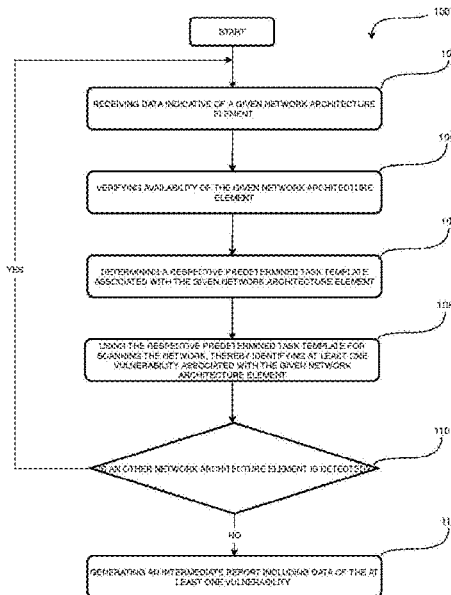 100
START
RECEIVING DATA INDICATIVE OF A GIVEN NETWORK ARCHITECTURE
ELEMENT
VERIFYING AVAILABILITY OF THE GIVEN NETWORK ARCHITECTURE
ELEMENT
DETERMINING A RESPECTIVE PREDETERMINED TASK TEMPLATE
ASSOCIATED WITH THE GIVEN NETWORK ARCHITECTURE ELEMENT
YES
USING THE RESPECTIVE PREDETERMINED TASK TEMPLATE FOR
SCANNING THE NETWORK, THEREBY IDENTIFYING AT LEAST ONE
VULNERABILITY ASSOCIATED WITH THE GIVEN NETWORK
ARCHITECTURE ELEMENT
110
AN OTHER NETWORK ARCHITECTURE ELEMENT IS DETECTED
NO
GENERATING AN INTERMEDIATE REPORT INCLUDING DATA OF THE AT
LEAST ONE VULNERABILITY